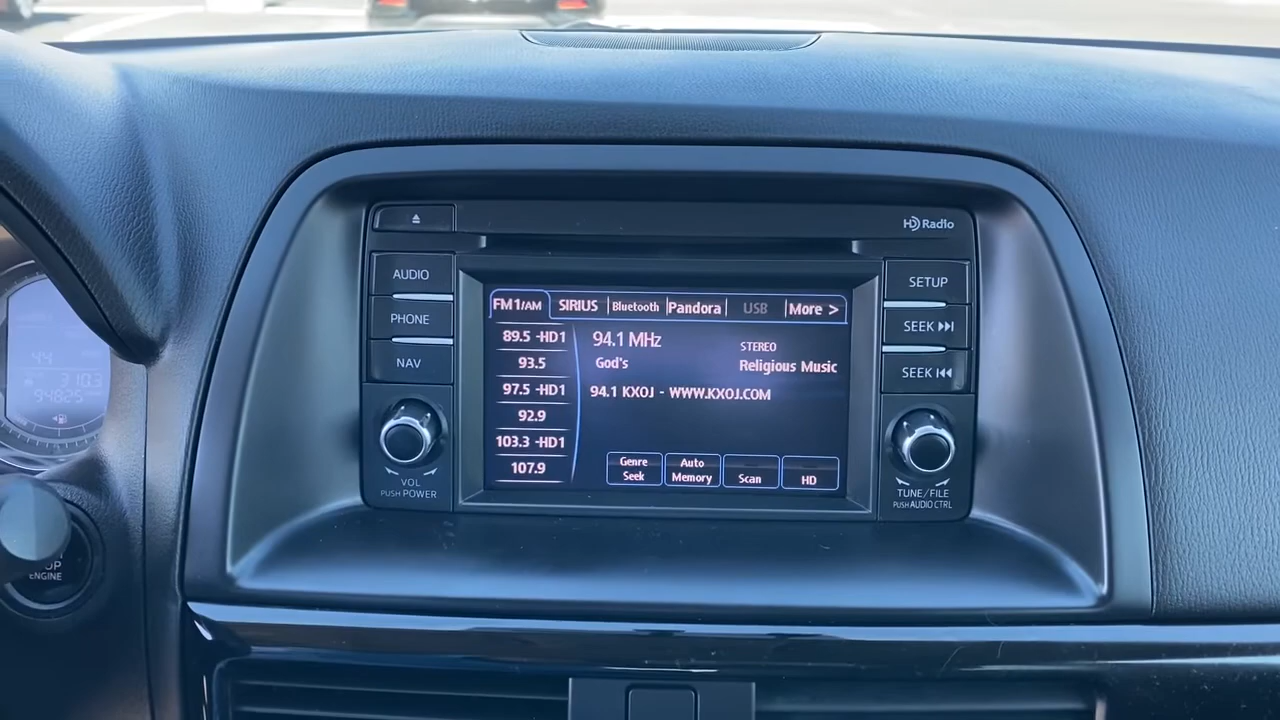 HD Radio
AUDIO
PHONE
NAV
VOL
PUSH POWER
SETUP
SEEK
SEEK
TUNE/FILE
PUSH AUDIO CTRL
FM1/AM SIRIUS Bluetooth Pandora USB More >
89.5 -HD1
93.5
97.5 -HD1
92.9
103.3 -HD1
107.9
94.1 MHz
STEREO
God's
Religious Music
94.1 KXOJ - WWW.KXOJ.COM
Genre
Seek
Auto
Memory
Scan
HD
94825
ENGINE